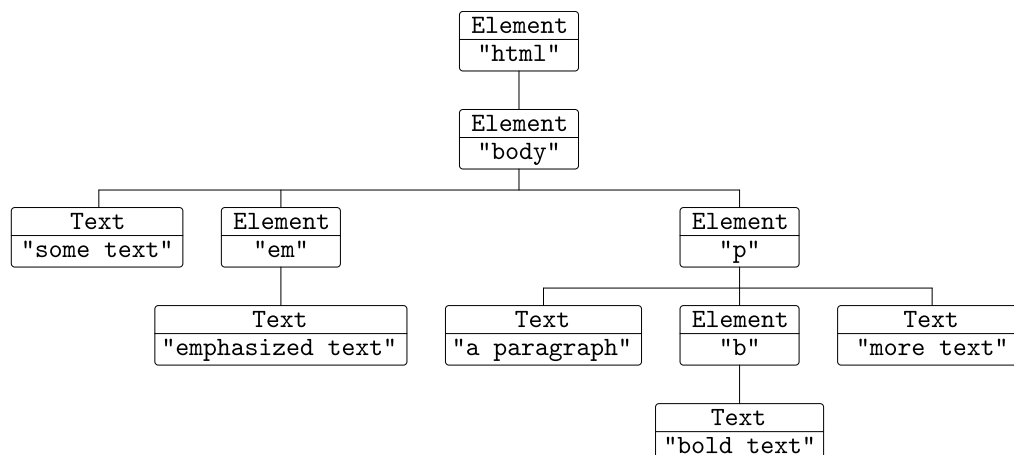 Element
"html"
Element
"body"
Text
"some text"
Element
"em"
Element
"p"
Text
"emphasized text"
Text
"a paragraph"
Element
"b"
Text
"more text"
Text
"bold text"